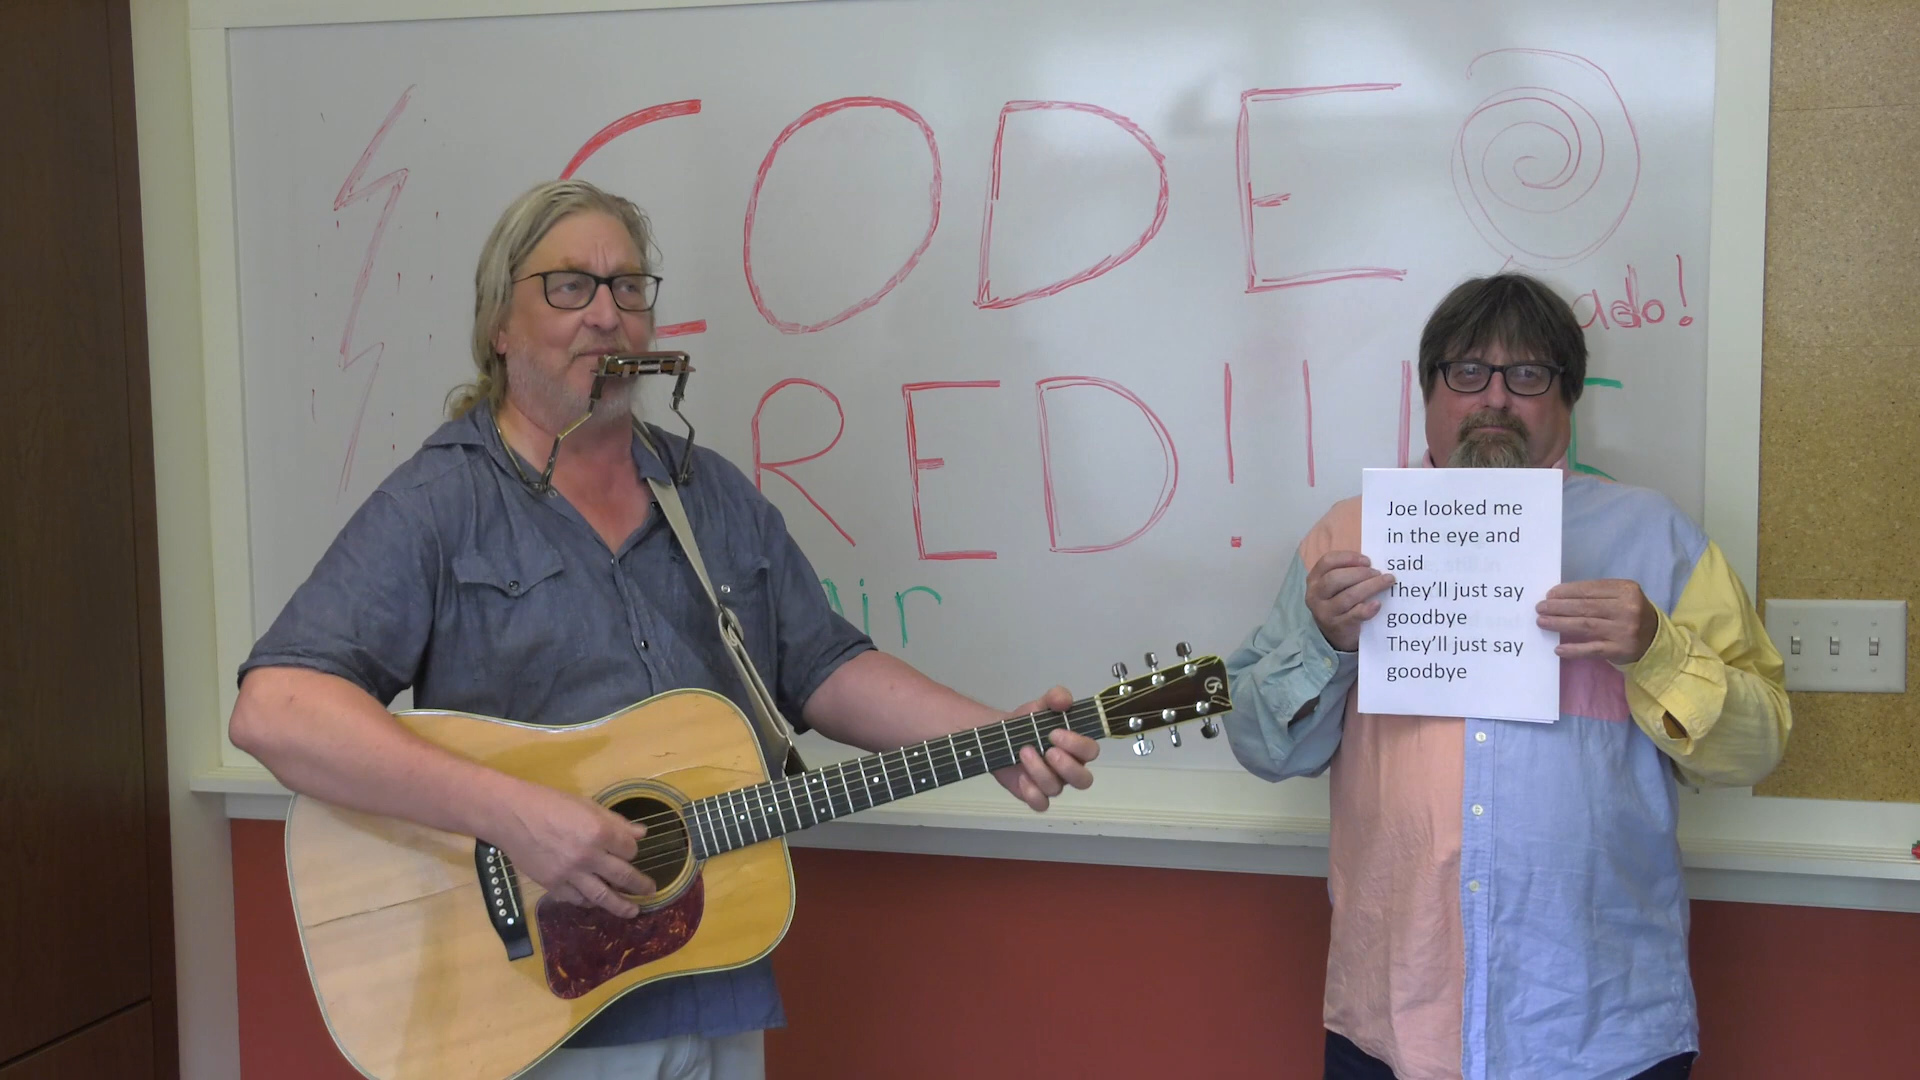 CODE
ado!
RED!!!
air
Joe looked me
in the eye and
said
They'll just say
goodbye
They'll just say
goodbye
G